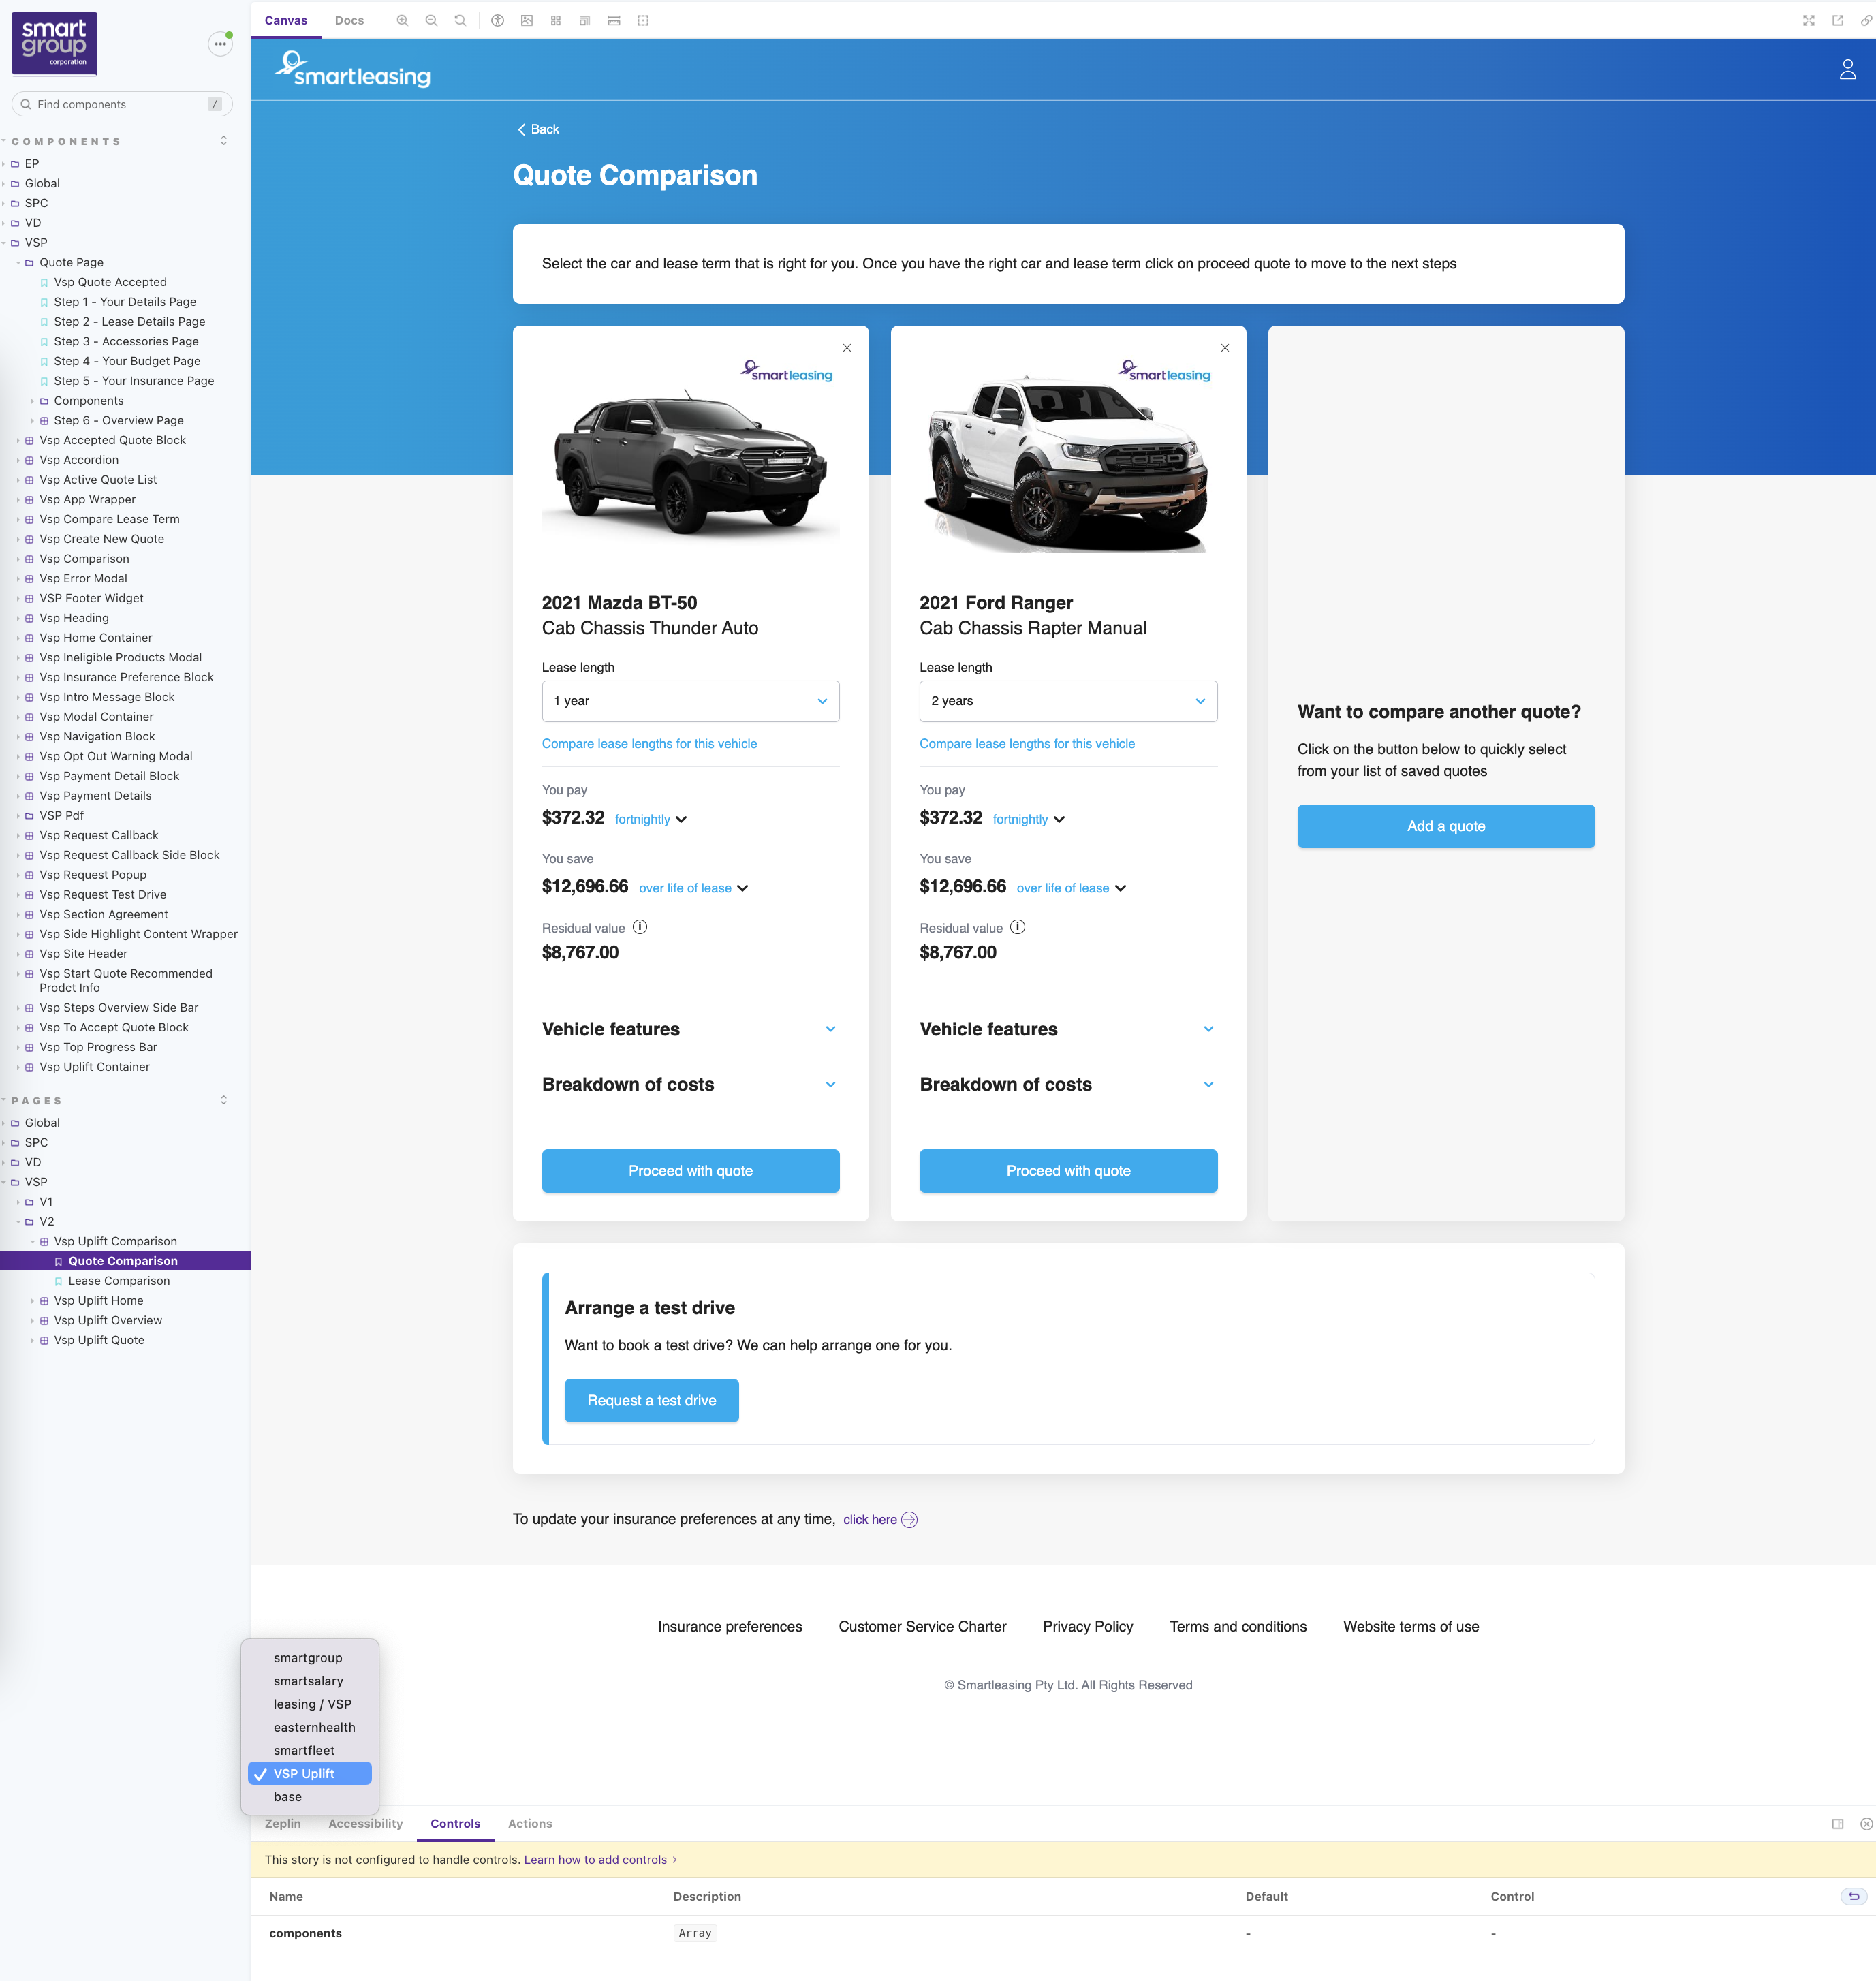 smart
group
corporation
Find components
/
COMPONENTS
EP
Global
SPC
VD
VSP
Quote Page
Vsp Quote Accepted
Step 1 - Your Details Page
Step 2 - Lease Details Page
Step 3 - Accessories Page
Step 4 - Your Budget Page
Step 5 - Your Insurance Page
Components
Step 6 - Overview Page
Vsp Accepted Quote Block
Vsp Accordion
Vsp Active Quote List
Vsp App Wrapper
Vsp Compare Lease Term
Vsp Create New Quote
Vsp Comparison
Vsp Error Modal
VSP Footer Widget
Vsp Heading
Vsp Home Container
Vsp Ineligible Products Modal
Vsp Insurance Preference Block
Vsp Intro Message Block
Vsp Modal Container
Vsp Navigation Block
Vsp Opt Out Warning Modal
Vsp Payment Detail Block
Vsp Payment Details
VSP Pdf
Vsp Request Callback
Vsp Request Callback Side Block
Vsp Request Popup
Vsp Request Test Drive
Vsp Section Agreement
Vsp Side Highlight Content Wrapper
Vsp Site Header
Vsp Start Quote Recommended
Prodct Info
Vsp Steps Overview Side Bar
Vsp To Accept Quote Block
Vsp Top Progress Bar
Vsp Uplift Container
PAGES
Global
SPC
VD
VSP
V1
V2
Vsp Uplift Comparison
Quote Comparison
Lease Comparison
Vsp Uplift Home
Vsp Uplift Overview
Vsp Uplift Quote
smartgroup
smartsalary
leasing / VSP
easternhealth
smartfleet
VSP Uplift
base
Canvas Docs
smartleasing
Back
Quote Comparison
Select the car and lease term that is right for you. Once you have the right car and lease term click on proceed quote to move to the next steps
smartleasing
2021 Mazda BT-50
Cab Chassis Thunder Auto
Lease length
1 year
Compare lease lengths for this vehicle
You pay
$372.32 fortnightly
You save
$12,696.66 over life of lease
Residual value
$8,767.00
Vehicle features
Breakdown of costs
Proceed with quote
smartleasing
FORD
2021 Ford Ranger
Cab Chassis Rapter Manual
Lease length
2 years
Compare lease lengths for this vehicle
You pay
$372.32 fortnightly
You save
$12,696.66 over life of lease
Residual value
$8,767.00
Vehicle features
Breakdown of costs
Proceed with quote
Want to compare another quote?
Click on the button below to quickly select
from your list of saved quotes
Add a quote
Arrange a test drive
Want to book a test drive? We can help arrange one for you.
Request a test drive
To update your insurance preferences at any time, click here
Insurance preferences Customer Service Charter Privacy Policy Terms and conditions Website terms of use
© Smartleasing Pty Ltd. All Rights Reserved
Zeplin Accessibility Controls Actions
This story is not configured to handle controls. Learn how to add controls
Name Description Default Control
components Array - -